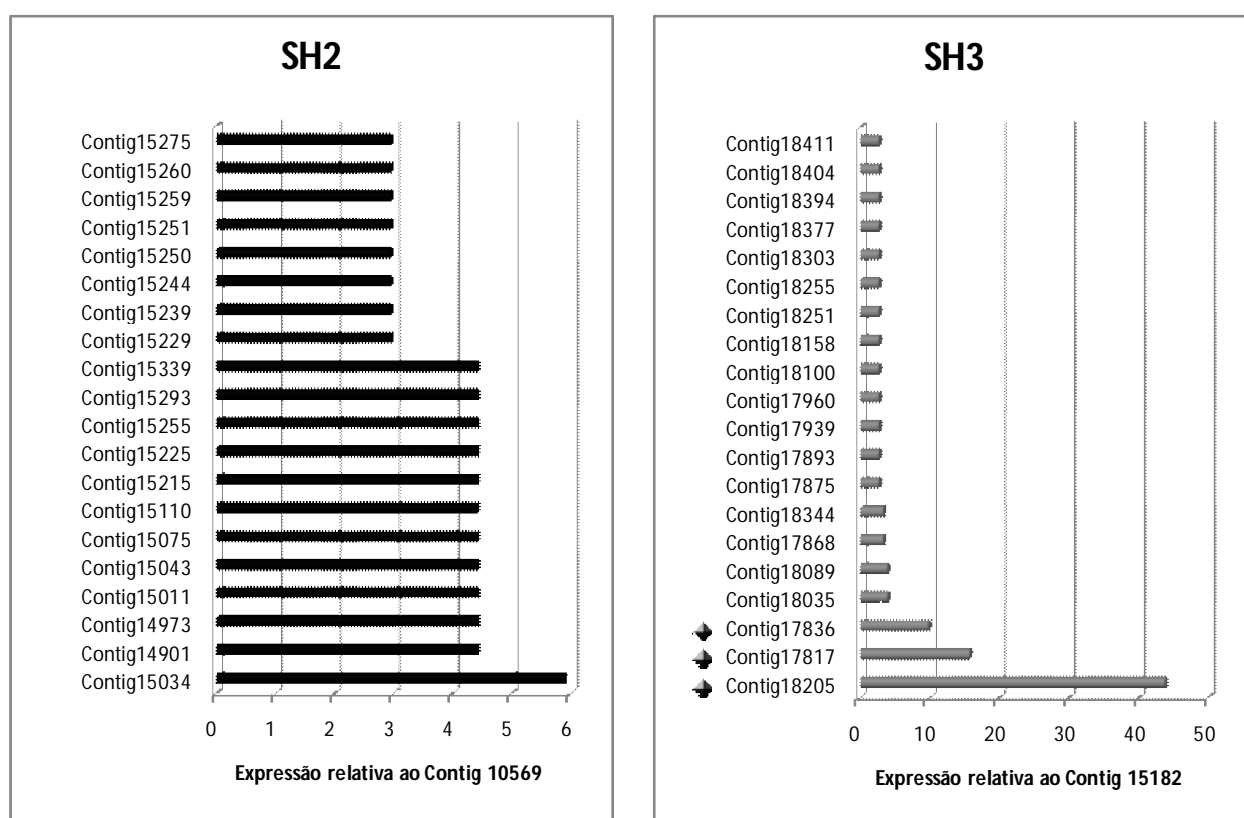 SH2
Contig15275
Contig15260
Contig15259
Contig15251
Contig15250
Contig15244
Contig15239
Contig15229
Contig15339
Contig15293
Contig15255
Contig15225
Contig15215
Contig15110
Contig15075
Contig15043
Contig15011
Contig14973
Contig14901
Contig15034
0 1 2 3 4 5 6
Expressão relativa ao Contig 10569
SH3
Contig18411
Contig18404
Contig18394
Contig18377
Contig18303
Contig18255
Contig18251
Contig18158
Contig18100
Contig17960
Contig17939
Contig17893
Contig17875
Contig18344
Contig17868
Contig18089
Contig18035
Contig17836
Contig17817
Contig18205
0 10 20 30 40 50
Expressão relativa ao Contig 15182